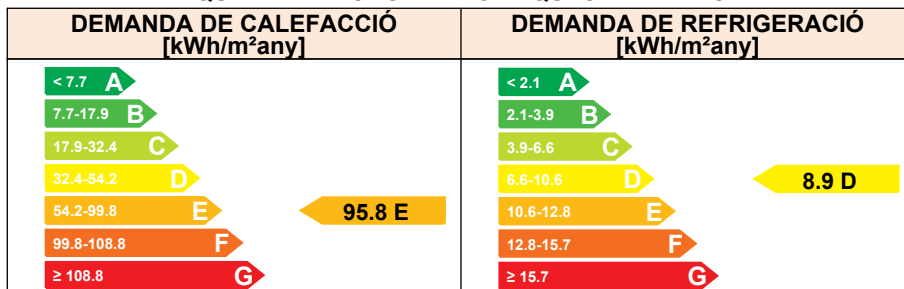 DEMANDA DE CALEFACCIÓ
[kWh/m²any]
< 7.7 A
7.7-17.9 B
17.9-32.4 C
32.4-54.2 D
54.2-99.8 E
95.8 E
99.8-108.8 F
≥ 108.8 G
DEMANDA DE REFRIGERACIÓ
[kWh/m²any]
< 2.1 A
2.1-3.9 B
3.9-6.6 C
6.6-10.6 D
8.9 D
10.6-12.8 E
12.8-15.7 F
≥ 15.7 G